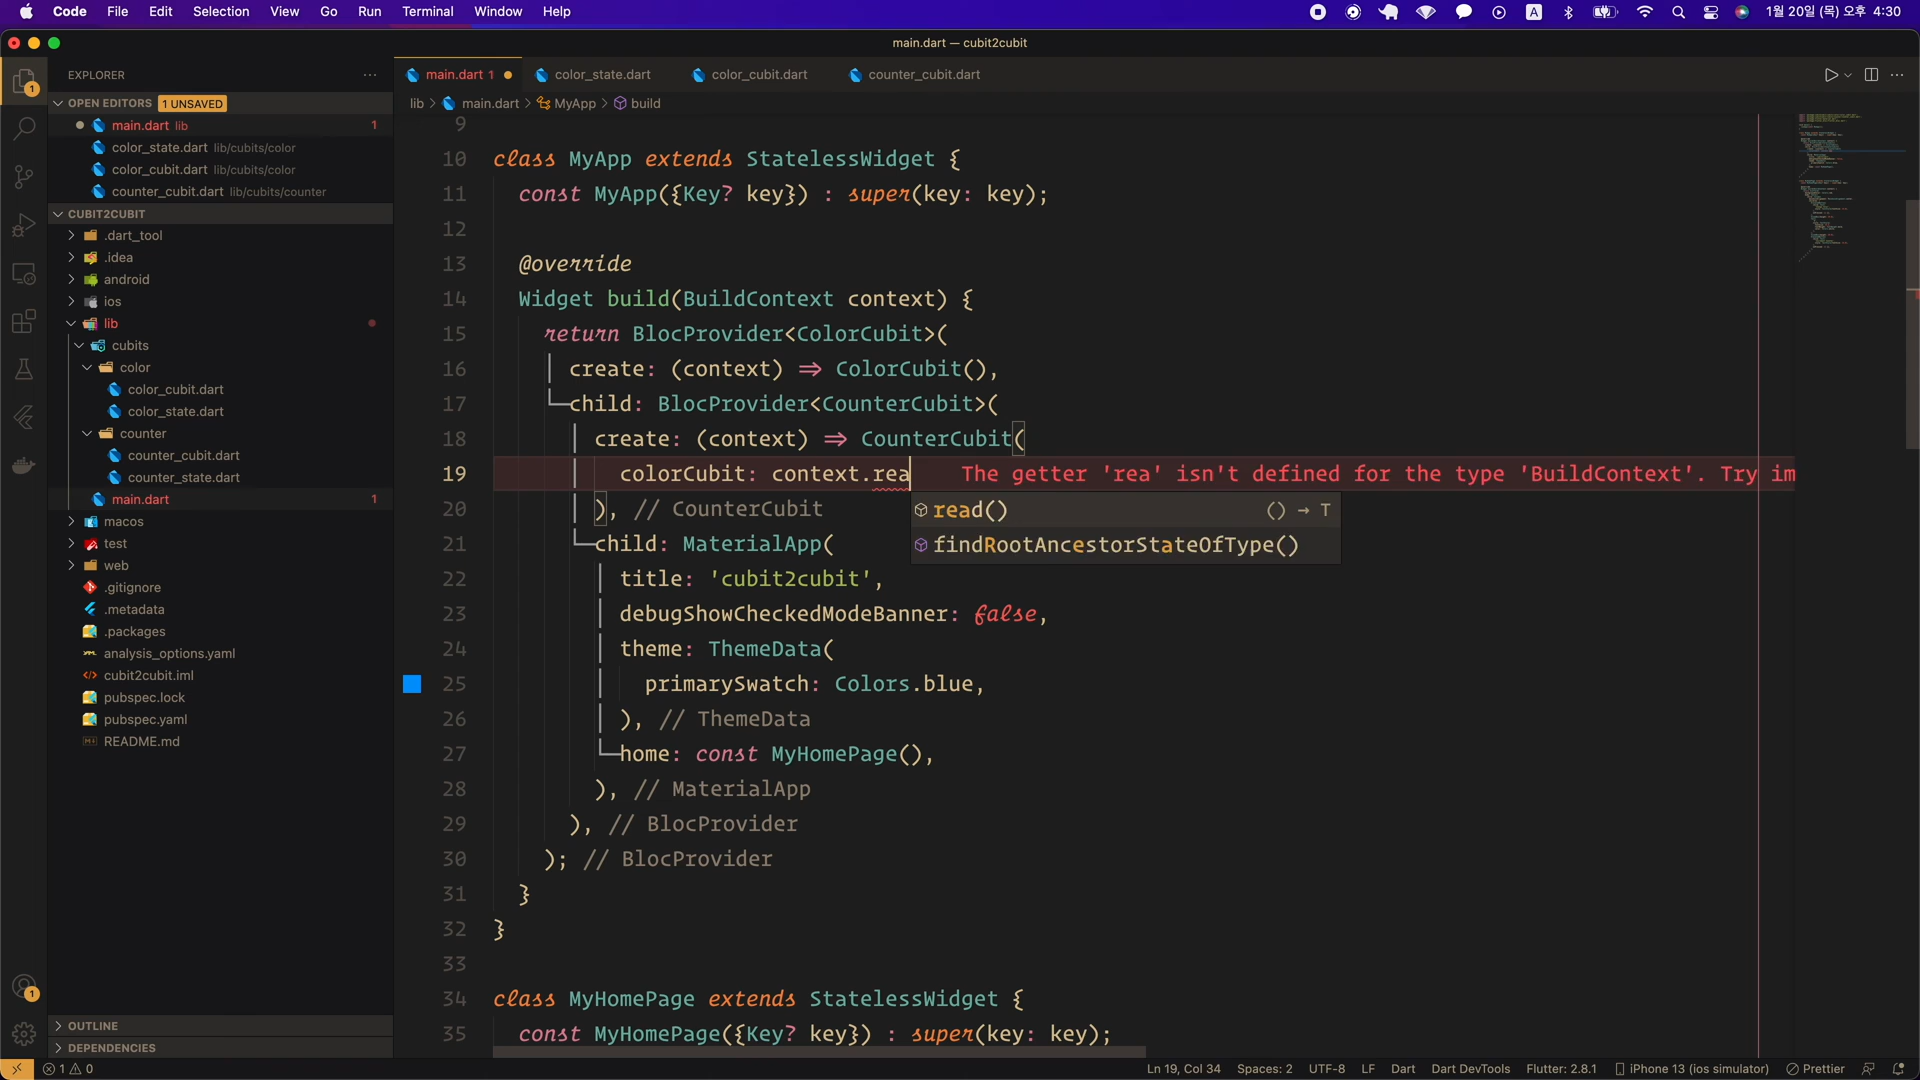 Code File Edit Selection View Go Run Terminal Window Help
A 1월 20일 (목) 오후 4:30
main.dart — cubit2cubit
EXPLORER
main.dart 1
color_state.dart
color_cubit.dart
counter_cubit.dart
OPEN EDITORS 1 UNSAVED
lib > main.dart > MyApp > build
main.dart lib 1
color_state.dart lib/cubits/color
color_cubit.dart lib/cubits/color
counter_cubit.dart lib/cubits/counter
CUBIT2CUBIT
.dart_tool
.idea
android
ios
lib
cubits
color
color_cubit.dart
color_state.dart
counter
counter_cubit.dart
counter_state.dart
main.dart 1
macos
test
web
.gitignore
.metadata
.packages
analysis_options.yaml
cubit2cubit.iml
pubspec.lock
pubspec.yaml
README.md
OUTLINE
DEPENDENCIES
1
1
9
10 class MyApp extends StatelessWidget {
11 const MyApp({Key? key}) : super(key: key);
12
13 @override
14 Widget build(BuildContext context) {
15 return BlocProvider<ColorCubit>(
16 create: (context) => ColorCubit(),
17 child: BlocProvider<CounterCubit>(
18 create: (context) => CounterCubit(
19 colorCubit: context.rea The getter 'rea' isn't defined for the type 'BuildContext'. Try im
read() () → T
findRootAncestorStateOfType()
20 ), // CounterCubit
21 child: MaterialApp(
22 title: 'cubit2cubit',
23 debugShowCheckedModeBanner: false,
24 theme: ThemeData(
25 primarySwatch: Colors.blue,
26 ), // ThemeData
27 home: const MyHomePage(),
28 ), // MaterialApp
29 ), // BlocProvider
30 ); // BlocProvider
31 }
32 }
33
34 class MyHomePage extends StatelessWidget {
35 const MyHomePage({Key? key}) : super(key: key);
1 0
Ln 19, Col 34 Spaces: 2 UTF-8 LF Dart Dart DevTools Flutter: 2.8.1 iPhone 13 (ios simulator) Prettier